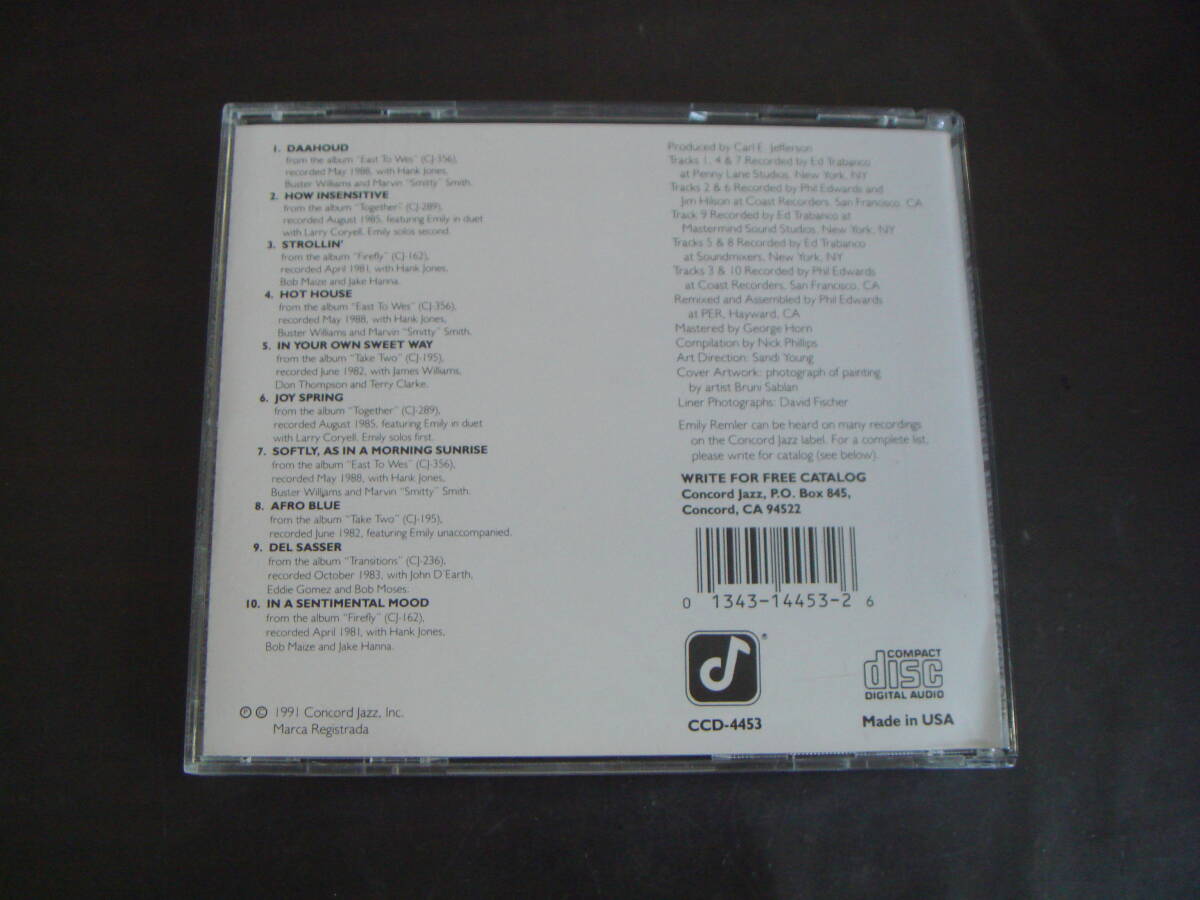 1. DAAHOUD
from the album "East To Wes" (CJ-356),
recorded May 1988, with Hank Jones,
Buster Williams and Marvin "Smitty" Smith.
2. HOW INSENSITIVE
from the album "Together" (CJ-289),
recorded August 1985, featuring Emily in duet
with Larry Coryell. Emily solos second.
3. STROLLIN'
from the album "Firefly" (CJ-162),
recorded April 1981, with Hank Jones,
Bob Maize and Jake Hanna.
4. HOT HOUSE
from the album "East To Wes" (CJ-356),
recorded May 1988, with Hank Jones,
Buster Williams and Marvin "Smitty" Smith.
5. IN YOUR OWN SWEET WAY
from the album "Take Two" (CJ-195),
recorded June 1982, with James Williams,
Don Thompson and Terry Clarke.
6. JOY SPRING
from the album "Together" (CJ-289),
recorded August 1985, featuring Emily in duet
with Larry Coryell. Emily solos first.
7. SOFTLY, AS IN A MORNING SUNRISE
from the album "East To Wes" (CJ-356),
recorded May 1988, with Hank Jones,
Buster Williams and Marvin "Smitty" Smith.
8. AFRO BLUE
from the album "Take Two" (CJ-195),
recorded June 1982, featuring Emily unaccompanied.
9. DEL SASSER
from the album "Transitions" (CJ-236),
recorded October 1983, with John D'Earth,
Eddie Gomez and Bob Moses.
10. IN A SENTIMENTAL MOOD
from the album "Firefly" (CJ-162),
recorded April 1981, with Hank Jones,
Bob Maize and Jake Hanna.
℗ © 1991 Concord Jazz, Inc.
Marca Registrada
Produced by Carl E. Jefferson
Tracks 1, 4 & 7 Recorded by Ed Trabanco
at Penny Lane Studios, New York, NY
Tracks 2 & 6 Recorded by Phil Edwards and
Jim Hilson at Coast Recorders, San Francisco, CA
Track 9 Recorded by Ed Trabanco at
Mastermind Sound Studios, New York, NY
Tracks 5 & 8 Recorded by Ed Trabanco
at Soundmixers, New York, NY
Tracks 3 & 10 Recorded by Phil Edwards
at Coast Recorders, San Francisco, CA
Remixed and Assembled by Phil Edwards
at PER, Hayward, CA
Mastered by George Horn
Compilation by Nick Phillips
Art Direction: Sandi Young
Cover Artwork: photograph of painting
by artist Bruni Sablan
Liner Photographs: David Fischer
Emily Remler can be heard on many recordings
on the Concord Jazz label. For a complete list,
please write for catalog (see below).
WRITE FOR FREE CATALOG
Concord Jazz, P.O. Box 845,
Concord, CA 94522
0 1343-14453-2 6
®
CCD-4453
COMPACT
disc
DIGITAL AUDIO
Made in USA